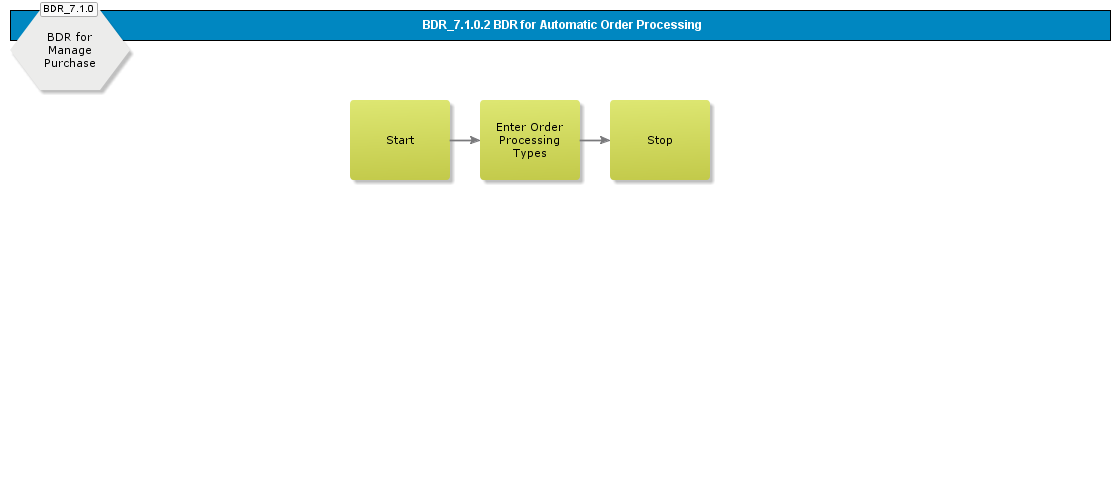 BDR_7.1.0
BDR_7.1.0.2 BDR for Automatic Order Processing
BDR for
Manage
Purchase
Start
Enter Order
Processing
Types
Stop